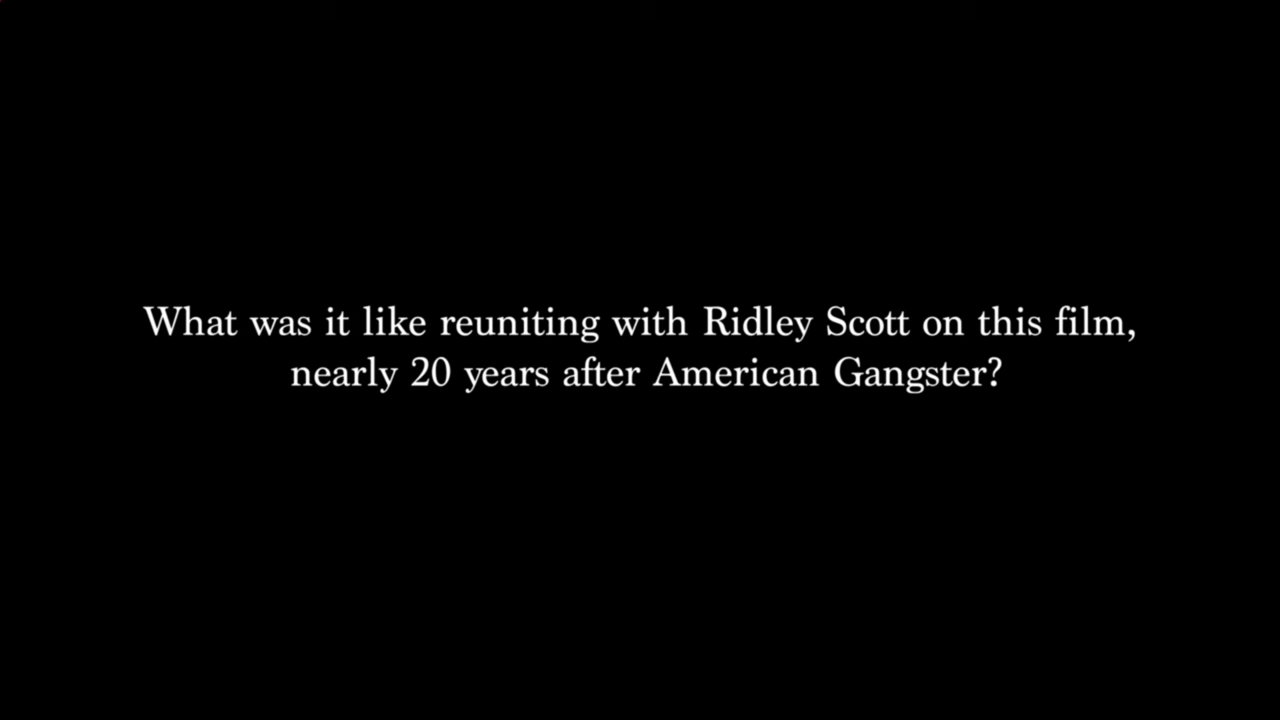 What was it like reuniting with Ridley Scott on this film,
nearly 20 years after American Gangster?